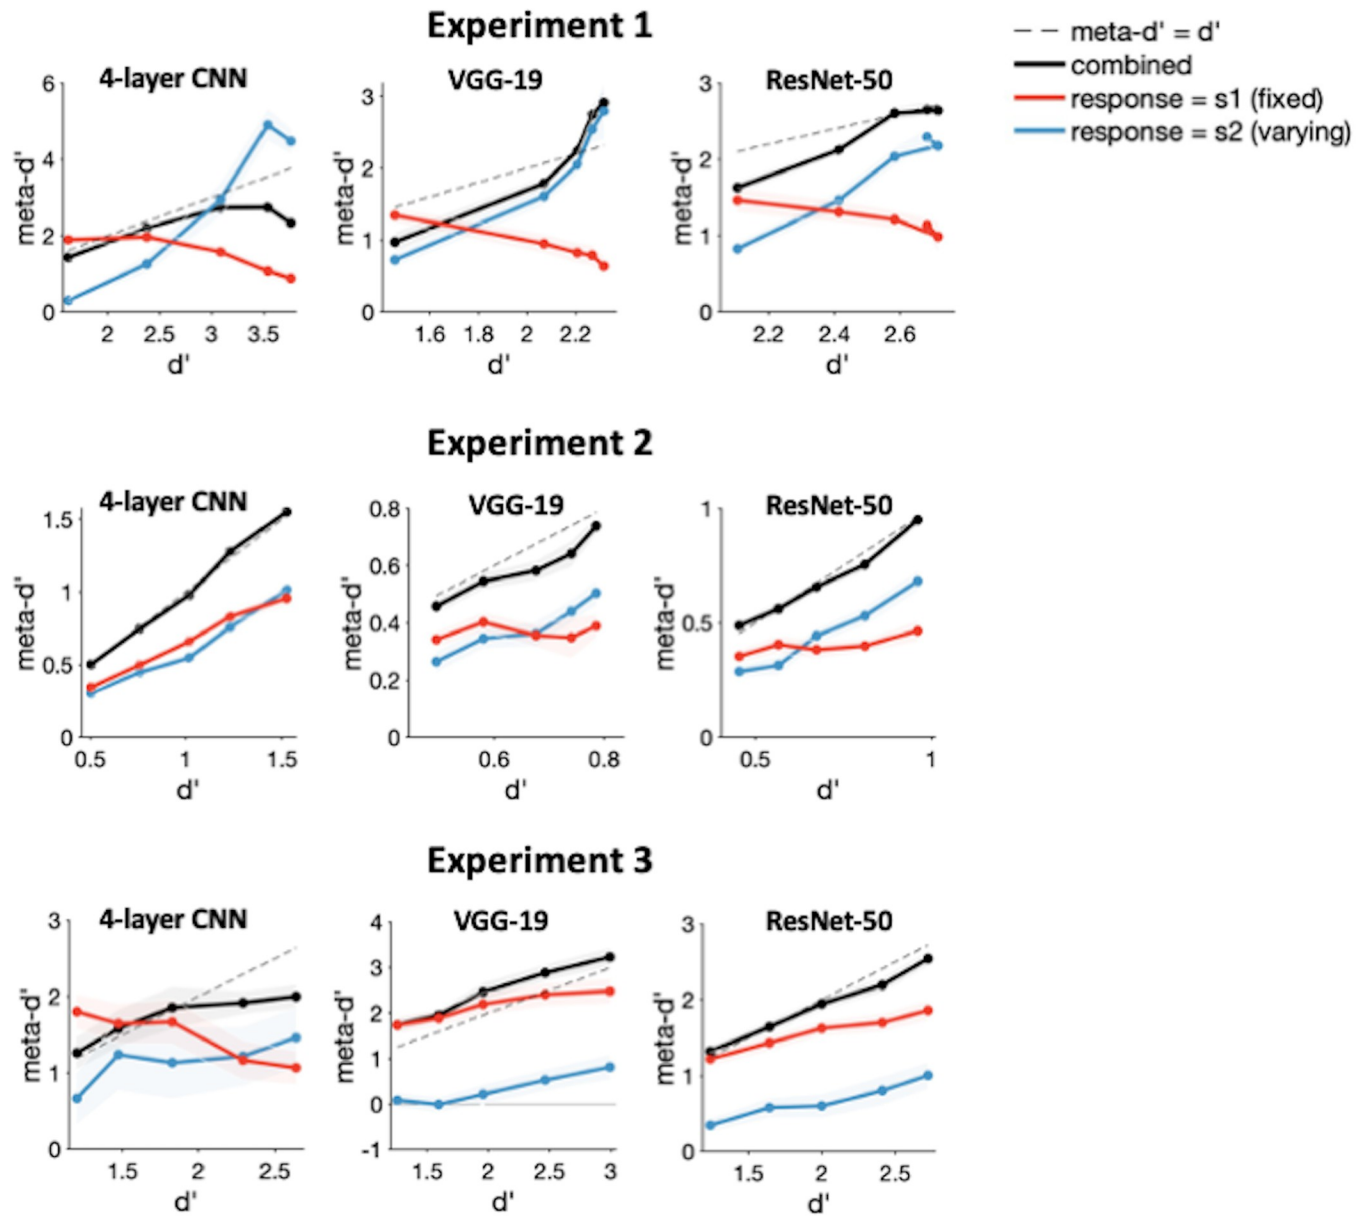 Experiment 1
meta-d' = d'
combined
response = s1 (fixed)
response = s2 (varying)
4-layer CNN
VGG-19
ResNet-50
meta-d'
6
4
2
0
2
2.5
3
3.5
d'
meta-d'
3
2
1
0
1.6
1.8
2
2.2
d'
meta-d'
3
2
1
0
2.2
2.4
2.6
d'
Experiment 2
4-layer CNN
VGG-19
ResNet-50
meta-d'
1.5
1
0.5
0
0.5
1
1.5
d'
meta-d'
0.8
0.6
0.4
0.2
0
0.6
0.8
d'
meta-d'
1
0.5
0
0.5
1
d'
Experiment 3
4-layer CNN
VGG-19
ResNet-50
meta-d'
3
2
1
0
1.5
2
2.5
d'
meta-d'
4
3
2
1
0
-1
1.5
2
2.5
3
d'
meta-d'
3
2
1
0
1.5
2
2.5
d'